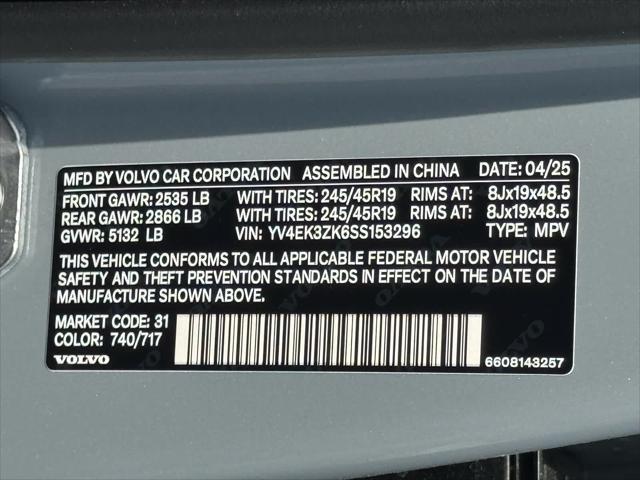 MFD BY VOLVO CAR CORPORATION ASSEMBLED IN CHINA DATE: 04/25
FRONT GAWR: 2535 LB WITH TIRES: 245/45R19 RIMS AT: 8Jx19x48.5
REAR GAWR: 2866 LB WITH TIRES: 245/45R19 RIMS AT: 8Jx19x48.5
GVWR: 5132 LB VIN: YV4EK3ZK6SS153296 TYPE: MPV
THIS VEHICLE CONFORMS TO ALL APPLICABLE FEDERAL MOTOR VEHICLE
SAFETY AND THEFT PREVENTION STANDARDS IN EFFECT ON THE DATE OF
MANUFACTURE SHOWN ABOVE.
MARKET CODE: 31
COLOR: 740/717
VOLVO 6608143257